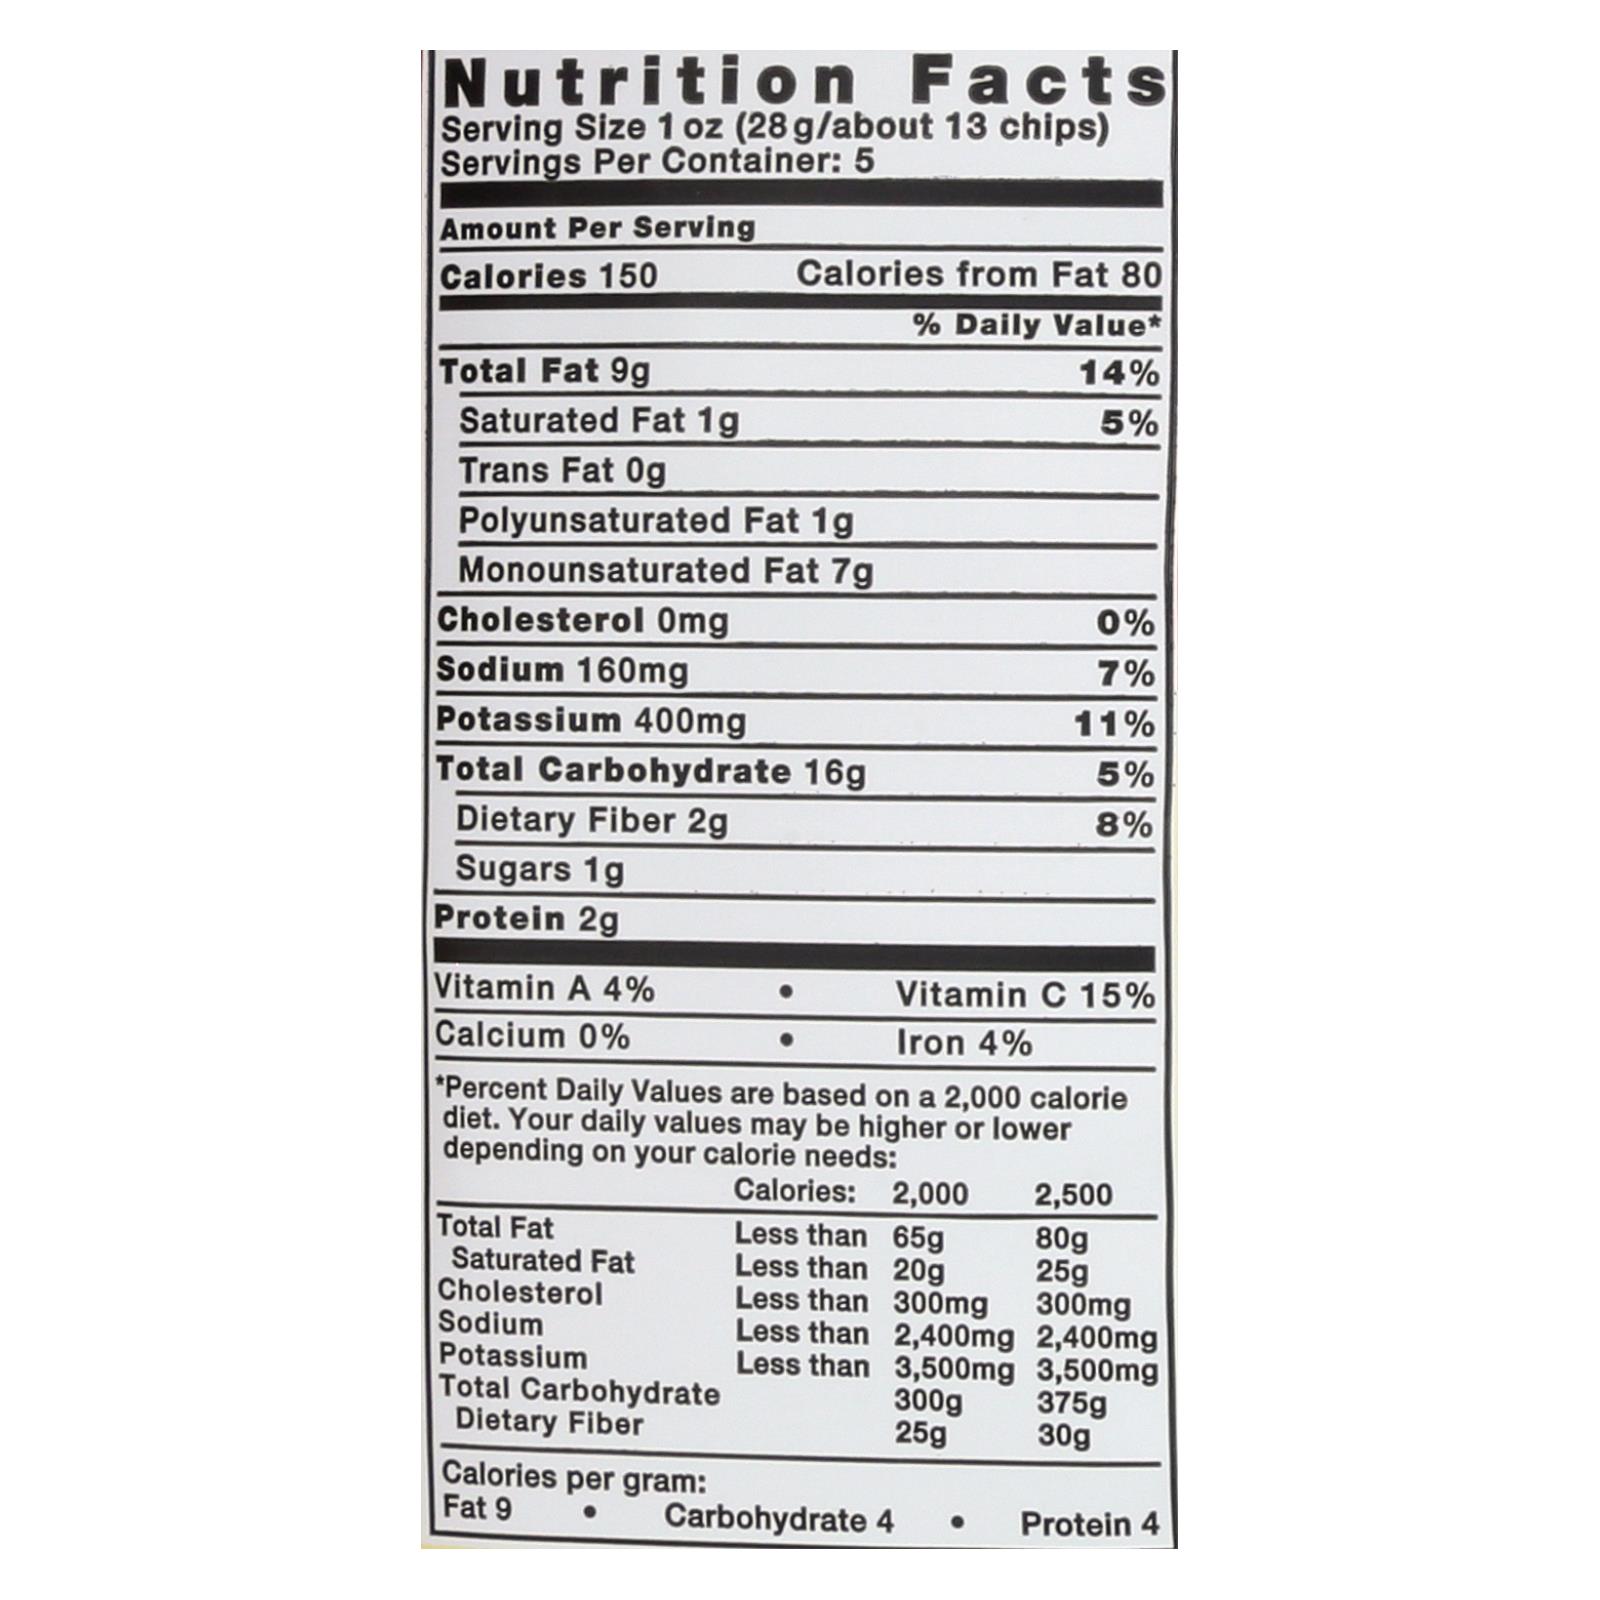 Nutrition Facts
Serving Size 1 oz (28 g/about 13 chips)
Servings Per Container: 5
Amount Per Serving
Calories 150 Calories from Fat 80
% Daily Value*
Total Fat 9g 14%
Saturated Fat 1g 5%
Trans Fat 0g
Polyunsaturated Fat 1g
Monounsaturated Fat 7g
Cholesterol 0mg 0%
Sodium 160mg 7%
Potassium 400mg 11%
Total Carbohydrate 16g 5%
Dietary Fiber 2g 8%
Sugars 1g
Protein 2g
Vitamin A 4% • Vitamin C 15%
Calcium 0% • Iron 4%
*Percent Daily Values are based on a 2,000 calorie
diet. Your daily values may be higher or lower
depending on your calorie needs:
Calories: 2,000 2,500
Total Fat Less than 65g 80g
Saturated Fat Less than 20g 25g
Cholesterol Less than 300mg 300mg
Sodium Less than 2,400mg 2,400mg
Potassium Less than 3,500mg 3,500mg
Total Carbohydrate 300g 375g
Dietary Fiber 25g 30g
Calories per gram:
Fat 9 • Carbohydrate 4 • Protein 4